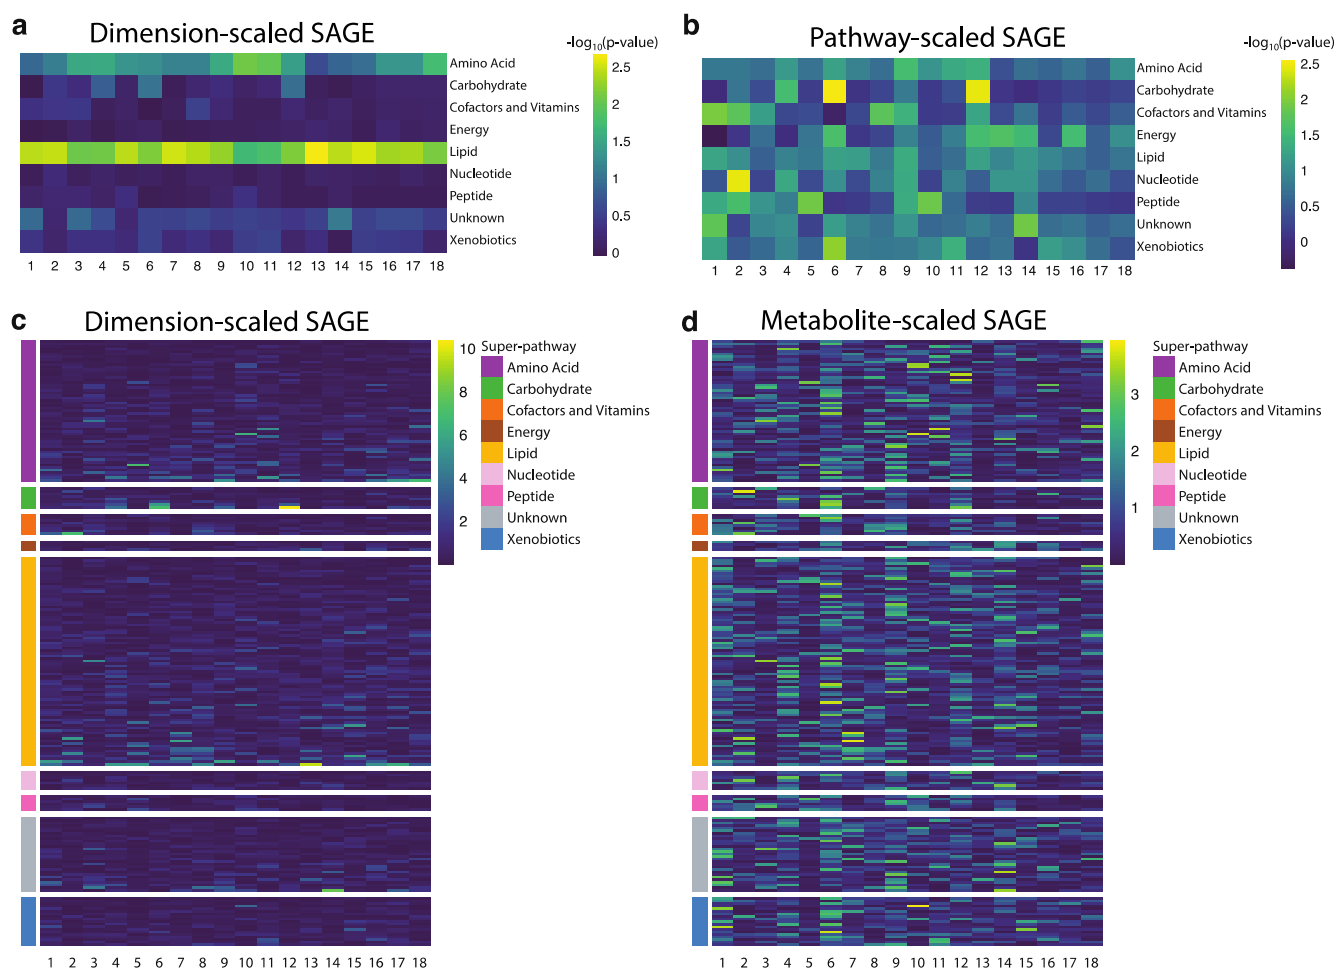 a
Dimension-scaled SAGE
-log10(p-value)
Amino Acid
Carbohydrate
Cofactors and Vitamins
Energy
Lipid
Nucleotide
Peptide
Unknown
Xenobiotics
2.5
2
1.5
1
0.5
0
1 2 3 4 5 6 7 8 9 10 11 12 13 14 15 16 17 18
b
Pathway-scaled SAGE
-log10(p-value)
Amino Acid
Carbohydrate
Cofactors and Vitamins
Energy
Lipid
Nucleotide
Peptide
Unknown
Xenobiotics
2.5
2
1.5
1
0.5
0
1 2 3 4 5 6 7 8 9 10 11 12 13 14 15 16 17 18
c
Dimension-scaled SAGE
10
8
6
4
2
Super-pathway
Amino Acid
Carbohydrate
Cofactors and Vitamins
Energy
Lipid
Nucleotide
Peptide
Unknown
Xenobiotics
1 2 3 4 5 6 7 8 9 10 11 12 13 14 15 16 17 18
d
Metabolite-scaled SAGE
3
2
1
Super-pathway
Amino Acid
Carbohydrate
Cofactors and Vitamins
Energy
Lipid
Nucleotide
Peptide
Unknown
Xenobiotics
1 2 3 4 5 6 7 8 9 10 11 12 13 14 15 16 17 18